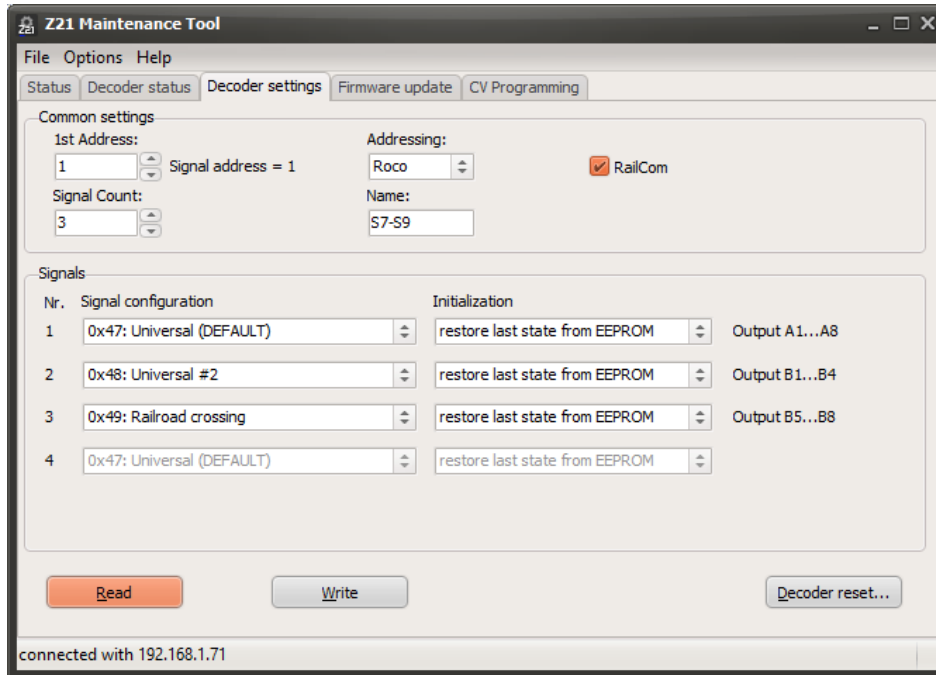 Z21 Maintenance Tool
File Options Help
Status Decoder status Decoder settings Firmware update CV Programming
Common settings
1st Address: Addressing:
1 Signal address = 1 Roco RailCom
Signal Count: Name:
3 S7-S9
Signals
Nr. Signal configuration Initialization
1 0x47: Universal (DEFAULT) restore last state from EEPROM Output A1...A8
2 0x48: Universal #2 restore last state from EEPROM Output B1...B4
3 0x49: Railroad crossing restore last state from EEPROM Output B5...B8
4 0x47: Universal (DEFAULT) restore last state from EEPROM
Read Write Decoder reset...
connected with 192.168.1.71